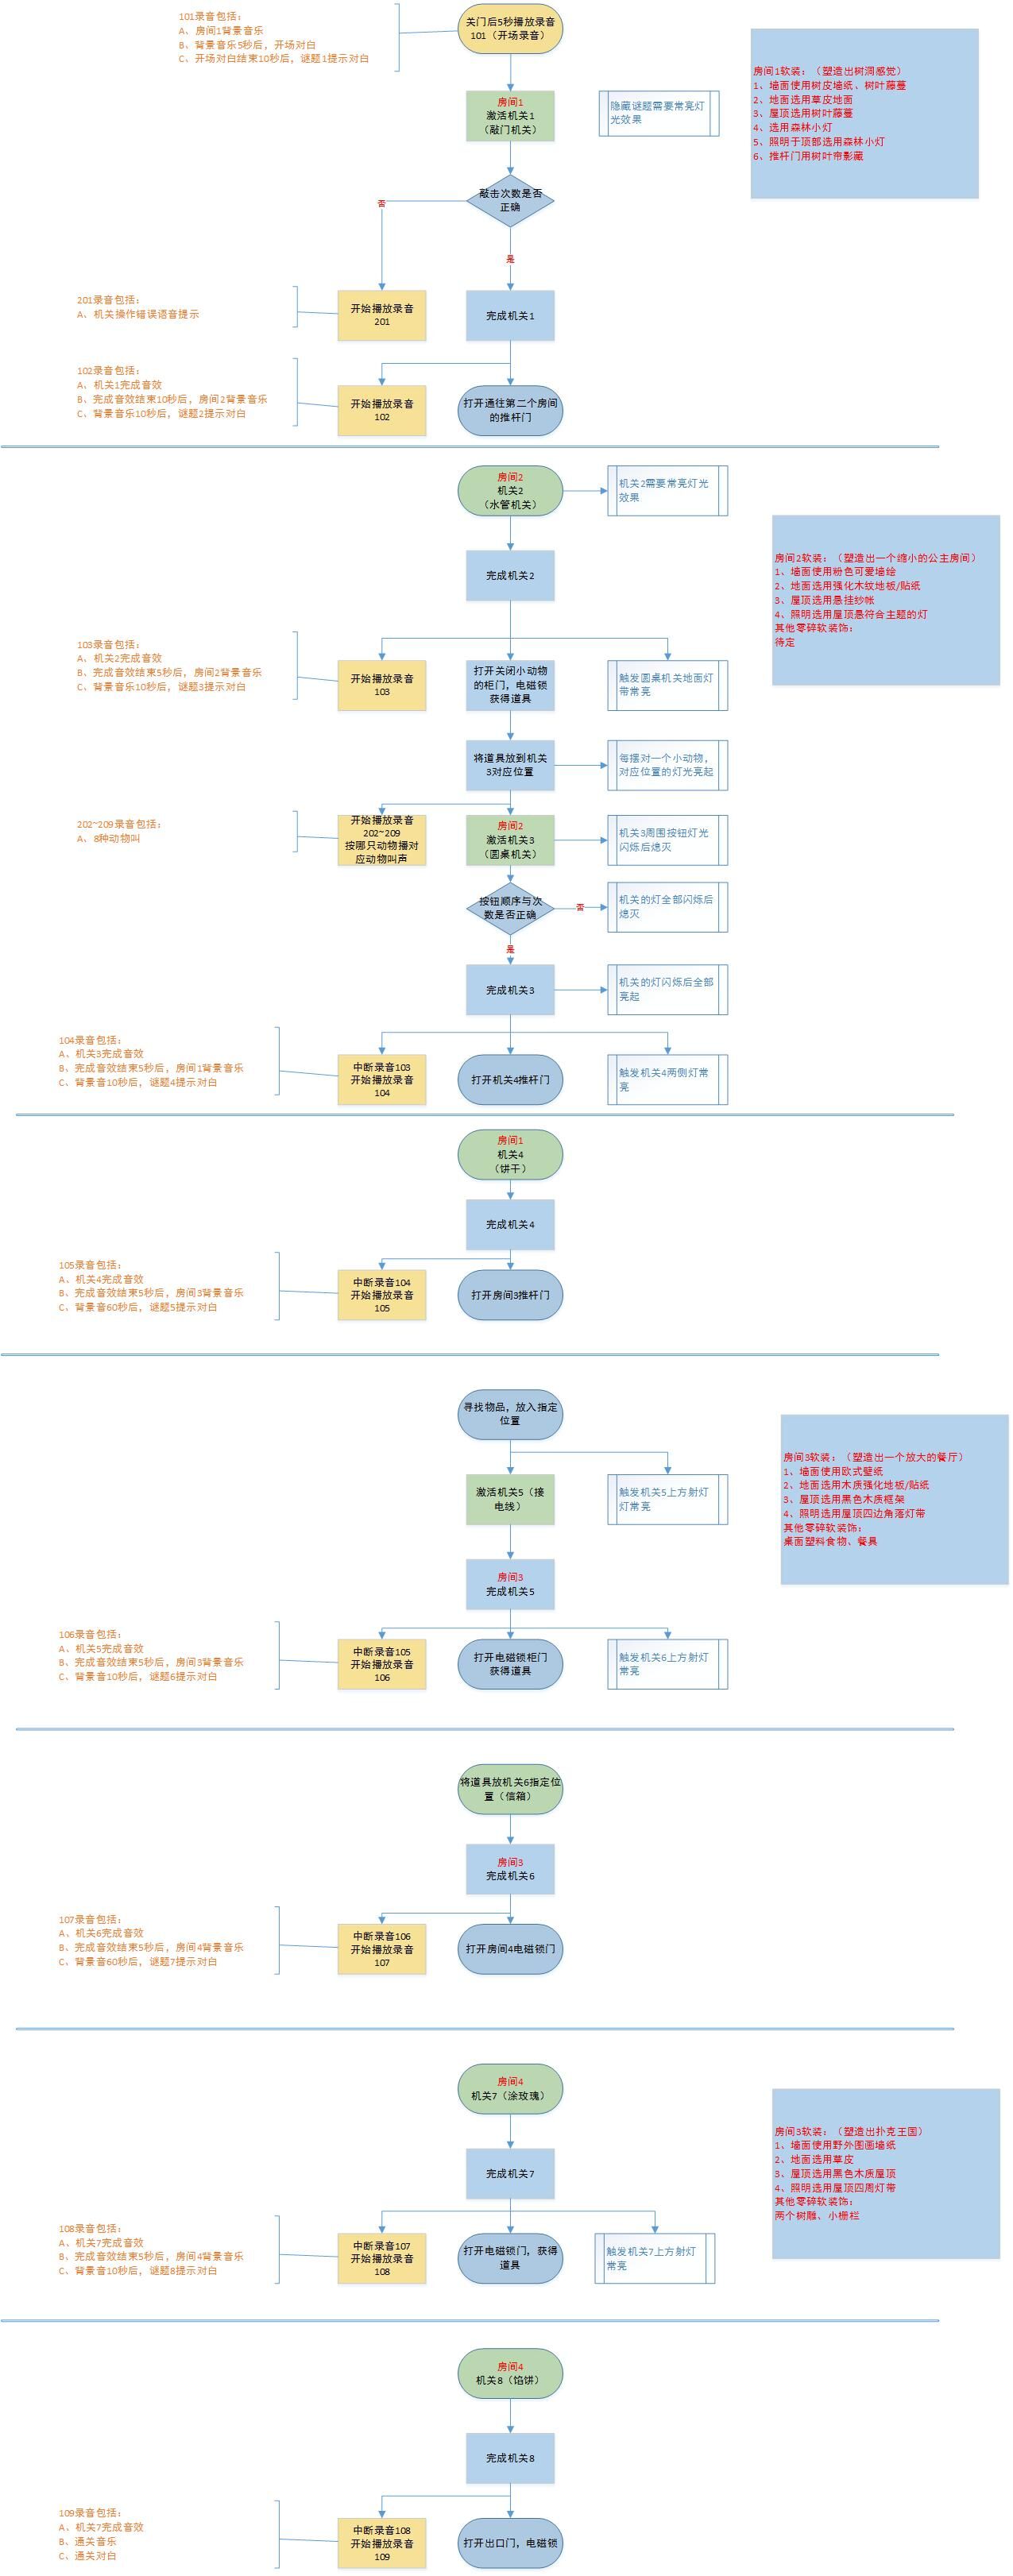 101录音包括：
A、房间1背景音乐
B、背景音乐5秒后，开场对白
C、开场对白结束10秒后，谜题1提示对白
关门后5秒播放录音
101（开场录音）
房间1
激活机关1
（敲门机关）
隐藏谜题需要常亮灯
光效果
房间1软装：（塑造出树洞感觉）
1、墙面使用树皮墙纸、树叶藤蔓
2、地面选用草皮地面
3、屋顶选用树叶藤蔓
4、选用森林小灯
5、照明于顶部选用森林小灯
6、推杆门用树叶帘影藏
敲击次数是否
正确
否
是
201录音包括：
A、机关操作错误语音提示
开始播放录音
201
完成机关1
102录音包括：
A、机关1完成音效
B、完成音效结束10秒后，房间2背景音乐
C、背景音乐10秒后，谜题2提示对白
开始播放录音
102
打开通往第二个房间
的推杆门
房间2
机关2
（水管机关）
机关2需要常亮灯光
效果
完成机关2
房间2软装：（塑造出一个缩小的公主房间）
1、墙面使用粉色可爱墙绘
2、地面选用强化木纹地板/贴纸
3、屋顶选用悬挂纱帐
4、照明选用屋顶悬符合主题的灯
其他零碎软装饰：
待定
103录音包括：
A、机关2完成音效
B、完成音效结束5秒后，房间2背景音乐
C、背景音乐10秒后，谜题3提示对白
开始播放录音
103
打开关闭小动物
的柜门，电磁锁
获得道具
触发圆桌机关地面灯
带常亮
将道具放到机关
3对应位置
每摆对一个小动物，
对应位置的灯光亮起
202~209录音包括：
A、8种动物叫
开始播放录音
202~209
按哪只动物播对
应动物叫声
房间2
激活机关3
（圆桌机关）
机关3周围按钮灯光
闪烁后熄灭
按钮顺序与次
数是否正确
否
机关的灯全部闪烁后
熄灭
是
完成机关3
机关的灯闪烁后全部
亮起
104录音包括：
A、机关3完成音效
B、完成音效结束5秒后，房间1背景音乐
C、背景音10秒后，谜题4提示对白
中断录音103
开始播放录音
104
打开机关4推杆门
触发机关4两侧灯常
亮
房间1
机关4
（饼干）
完成机关4
105录音包括：
A、机关4完成音效
B、完成音效结束5秒后，房间3背景音乐
C、背景音60秒后，谜题5提示对白
中断录音104
开始播放录音
105
打开房间3推杆门
寻找物品，放入指定
位置
激活机关5（接
电线）
触发机关5上方射灯
灯常亮
房间3软装：（塑造出一个放大的餐厅）
1、墙面使用欧式壁纸
2、地面选用木质强化地板/贴纸
3、屋顶选用黑色木质框架
4、照明选用屋顶四边角落灯带
其他零碎软装饰：
桌面塑料食物、餐具
房间3
完成机关5
106录音包括：
A、机关5完成音效
B、完成音效结束5秒后，房间3背景音乐
C、背景音10秒后，谜题6提示对白
中断录音105
开始播放录音
106
打开电磁锁柜门
获得道具
触发机关6上方射灯
常亮
将道具放机关6指定位
置（信箱）
房间3
完成机关6
107录音包括：
A、机关6完成音效
B、完成音效结束5秒后，房间4背景音乐
C、背景音60秒后，谜题7提示对白
中断录音106
开始播放录音
107
打开房间4电磁锁门
房间4
机关7（涂玫瑰）
完成机关7
房间3软装：（塑造出扑克王国）
1、墙面使用野外图画墙纸
2、地面选用草皮
3、屋顶选用黑色木质屋顶
4、照明选用屋顶四周灯带
其他零碎软装饰：
两个树雕、小栅栏
108录音包括：
A、机关7完成音效
B、完成音效结束5秒后，房间4背景音乐
C、背景音10秒后，谜题8提示对白
中断录音107
开始播放录音
108
打开电磁锁门，获得
道具
触发机关7上方射灯
常亮
房间4
机关8（馅饼）
完成机关8
109录音包括：
A、机关7完成音效
B、通关音乐
C、通关对白
中断录音108
开始播放录音
109
打开出口门，电磁锁